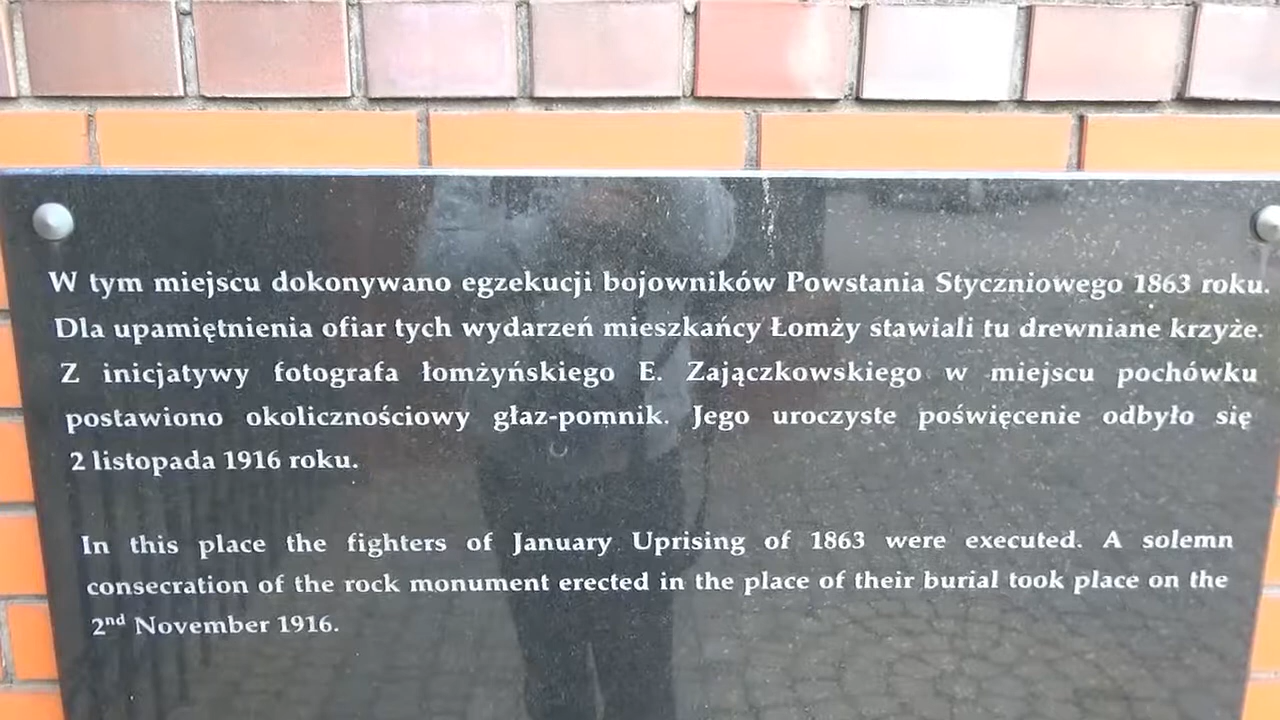 W tym miejscu dokonywano egzekucji bojowników Powstania Styczniowego 1863 roku.
Dla upamiętnienia ofiar tych wydarzeń mieszkańcy Łomży stawiali tu drewniane krzyże.
Z inicjatywy fotografa łomżyńskiego E. Zajączkowskiego w miejscu pochówku
postawiono okolicznościowy głaz-pomnik. Jego uroczyste poświęcenie odbyło się
2 listopada 1916 roku.
In this place the fighters of January Uprising of 1863 were executed. A solemn
consecration of the rock monument erected in the place of their burial took place on the
2nd November 1916.